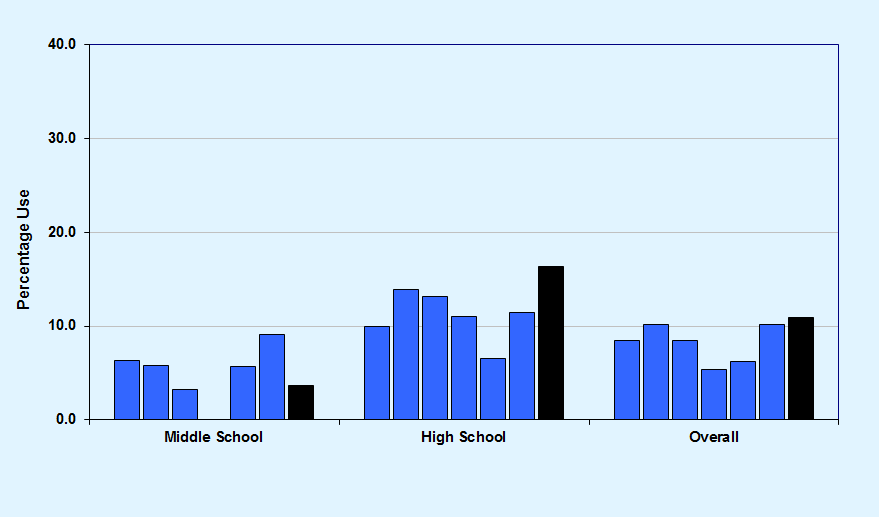 40.0
30.0
20.0
10.0
0.0
Percentage Use
Middle School
High School
Overall